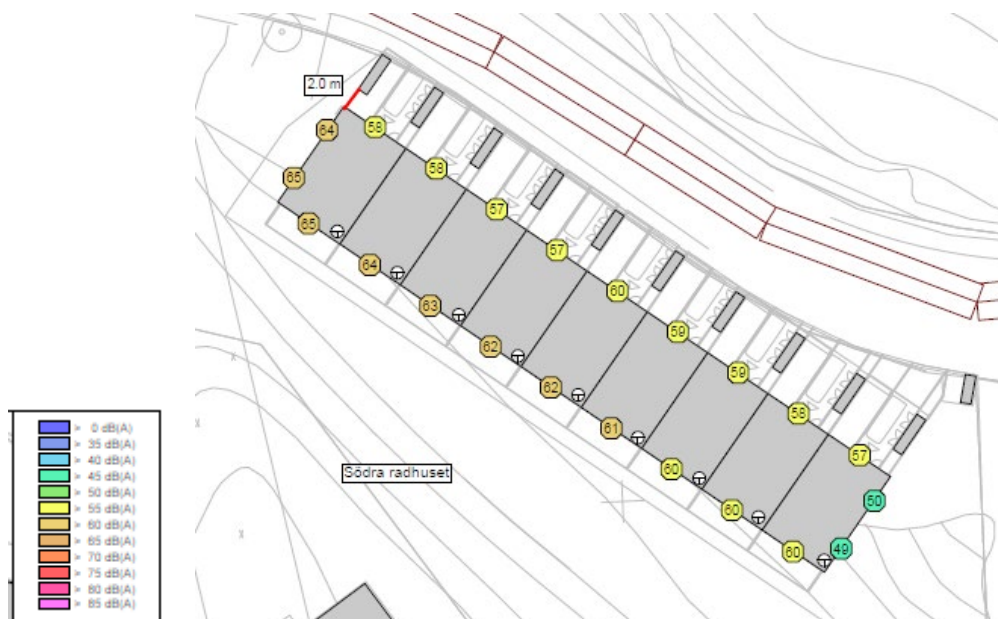 2.0 m
64
58
65
58
65
57
64
57
63
60
62
59
62
59
61
58
60
57
60
50
60
49
Södra radhuset
> 0 dB(A)
> 35 dB(A)
> 40 dB(A)
> 45 dB(A)
> 50 dB(A)
> 55 dB(A)
> 60 dB(A)
> 65 dB(A)
> 70 dB(A)
> 75 dB(A)
> 80 dB(A)
> 85 dB(A)